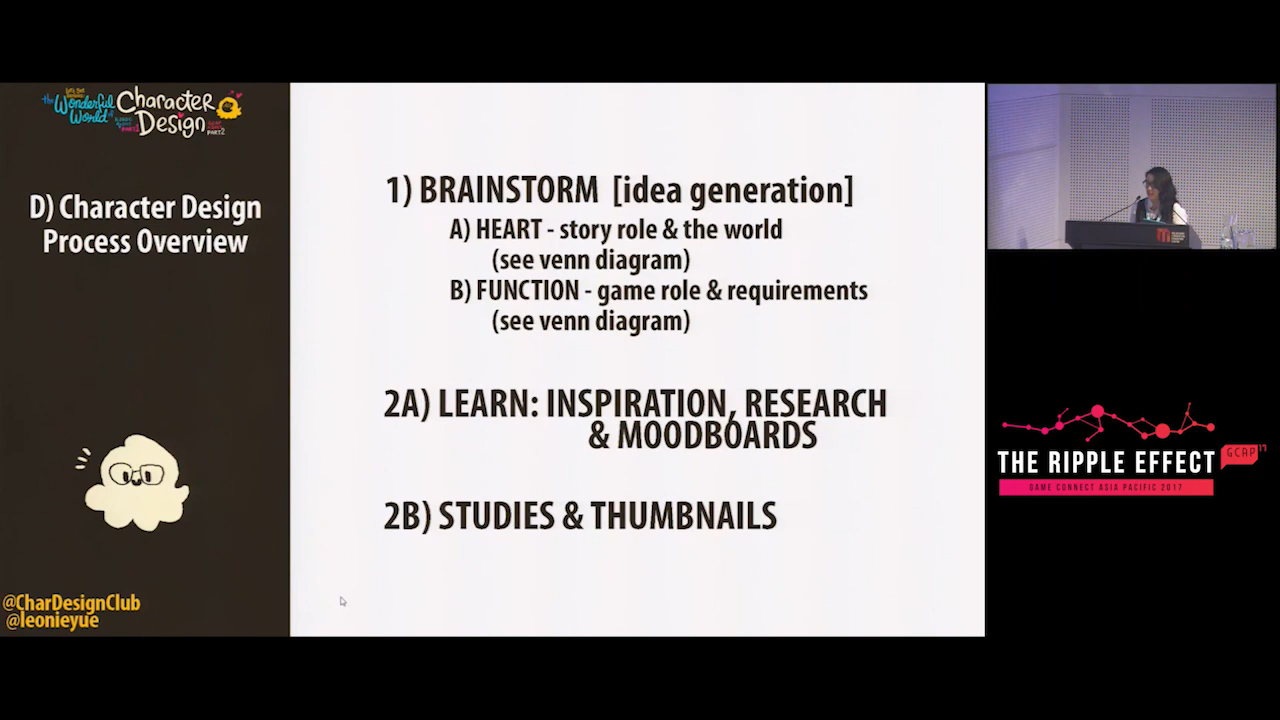 the Wonderful World of Character Design
PART2
D) Character Design
Process Overview
@CharDesignClub
@leonieyue
1) BRAINSTORM [idea generation]
A) HEART - story role & the world
(see venn diagram)
B) FUNCTION - game role & requirements
(see venn diagram)
2A) LEARN: INSPIRATION, RESEARCH
& MOODBOARDS
2B) STUDIES & THUMBNAILS
THE RIPPLE EFFECT
GCAP 17
GAME CONNECT ASIA PACIFIC 2017